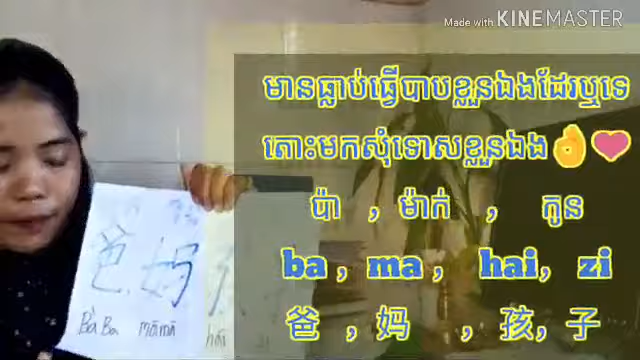 Made with KINEMASTER
មានធ្លាប់ធ្វើបាបខ្លួនឯងដែរឬទេ
តោះមកសុំទោសខ្លួនឯង👌💗
ប៉ា , ម៉ាក់ , កូន
ba , ma , hai, zi
爸 , 妈 , 孩, 子
爸 妈
Bà Ba māmā
hái